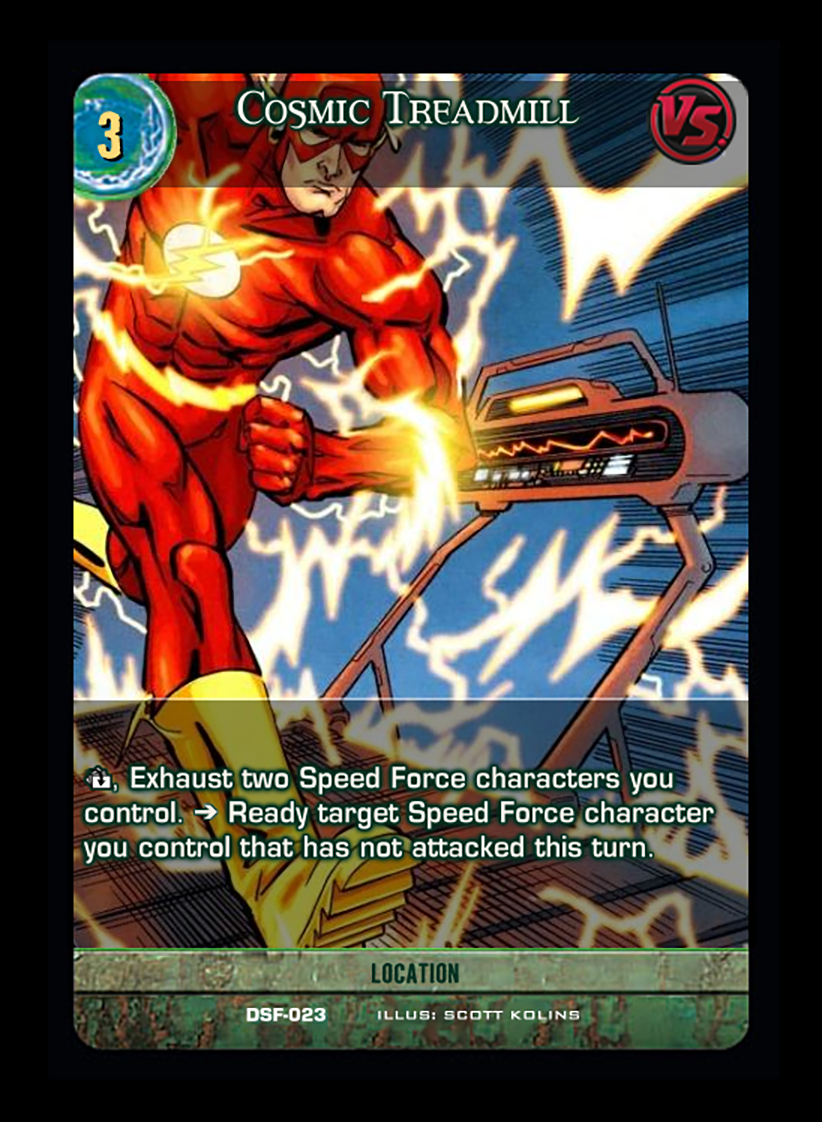 3
COSMIC TREADMILL
VS.
, Exhaust two Speed Force characters you
control. ➔ Ready target Speed Force character
you control that has not attacked this turn.
LOCATION
DSF-023 ILLUS: SCOTT KOLINS